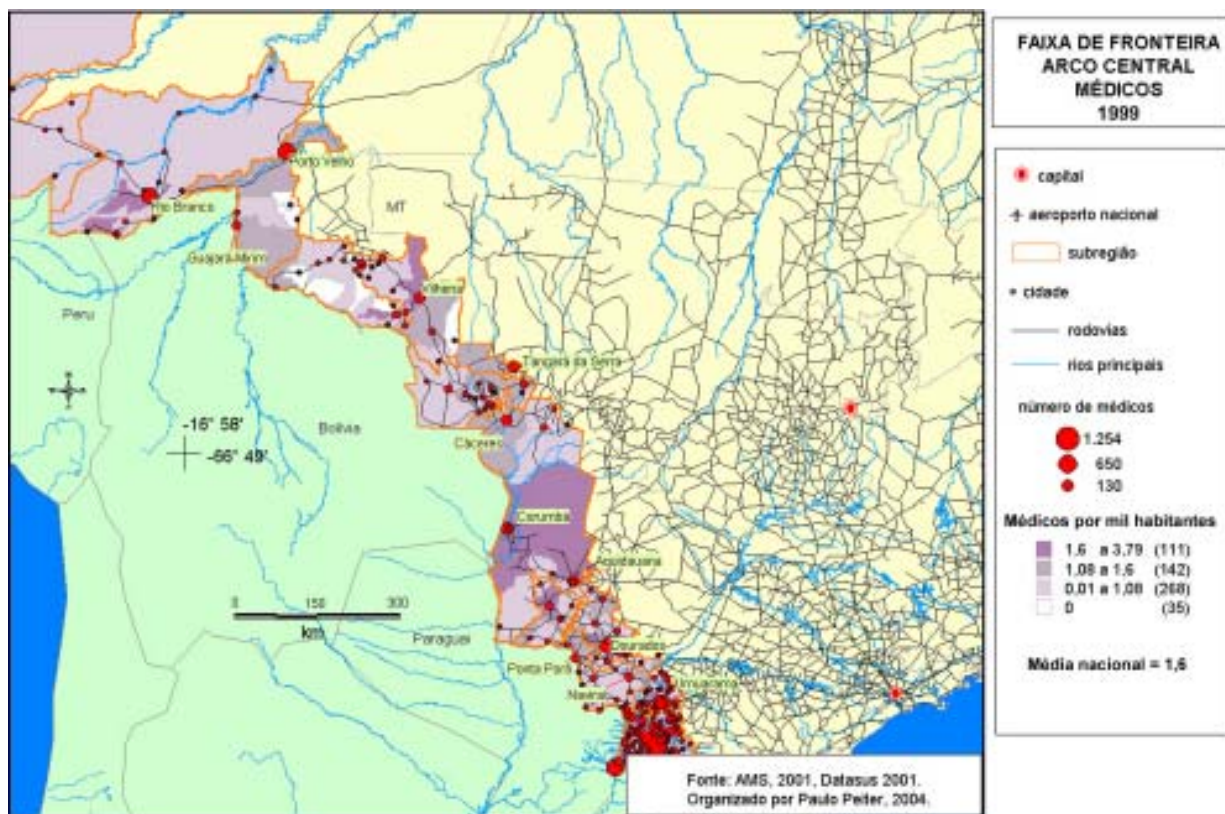 FAIXA DE FRONTEIRA
ARCO CENTRAL
MÉDICOS
1999
capital
aeroporto nacional
subregião
cidade
rodovias
rios principais
número de médicos
1.254
650
130
Médicos por mil habitantes
1,6 a 3,79 (111)
1,08 a 1,6 (142)
0,01 a 1,08 (268)
0 (35)
Média nacional = 1,6
Porto Velho
Rio Branco
MT
Guajará-Mirim
Peru
Vilhena
Tangará da Serra
-16° 58'
-66° 49'
Bolívia
Cáceres
Corumbá
Aquidauana
0 150 300
km
Paraguai
Dourados
Ponta Porã
Naviraí
Umuarama
Fonte: AMS, 2001, Datasus 2001.
Organizado por Paulo Peiter, 2004.